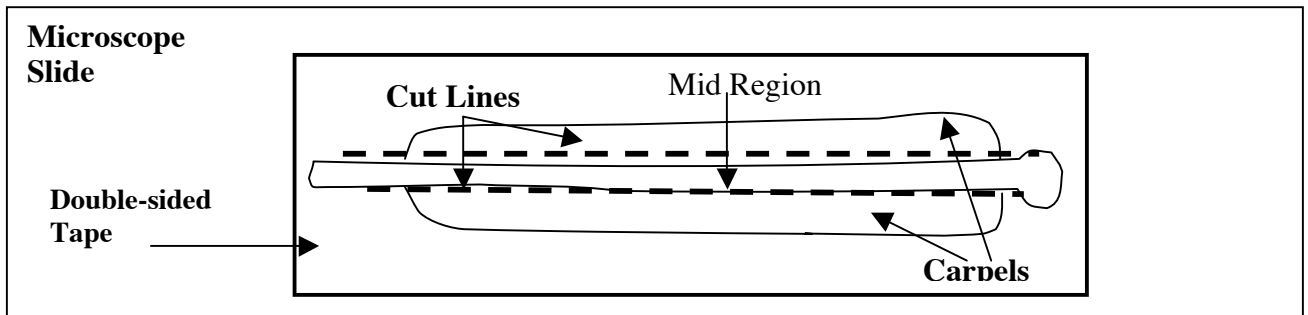 Microscope
Slide
Cut Lines
Mid Region
Double-sided
Tape
Carpels